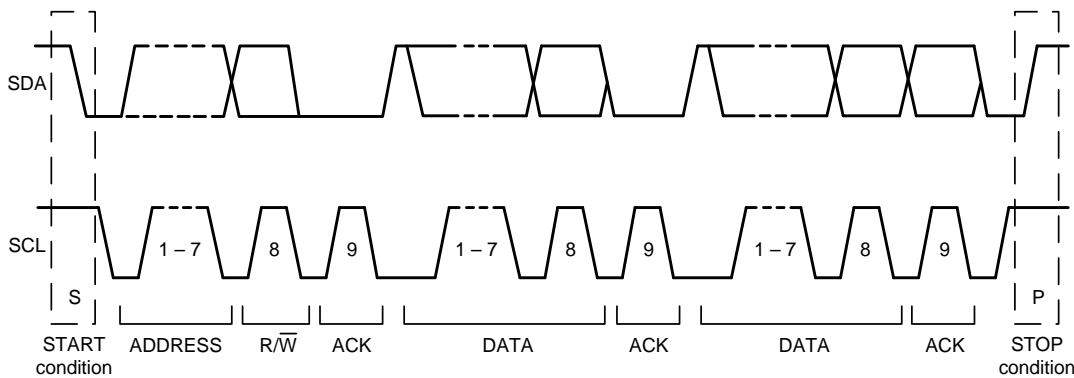 SDA
SCL
1 – 7 8 9 1 – 7 8 9 1 – 7 8 9
S P
START condition ADDRESS R/W̅ ACK DATA ACK DATA ACK STOP condition